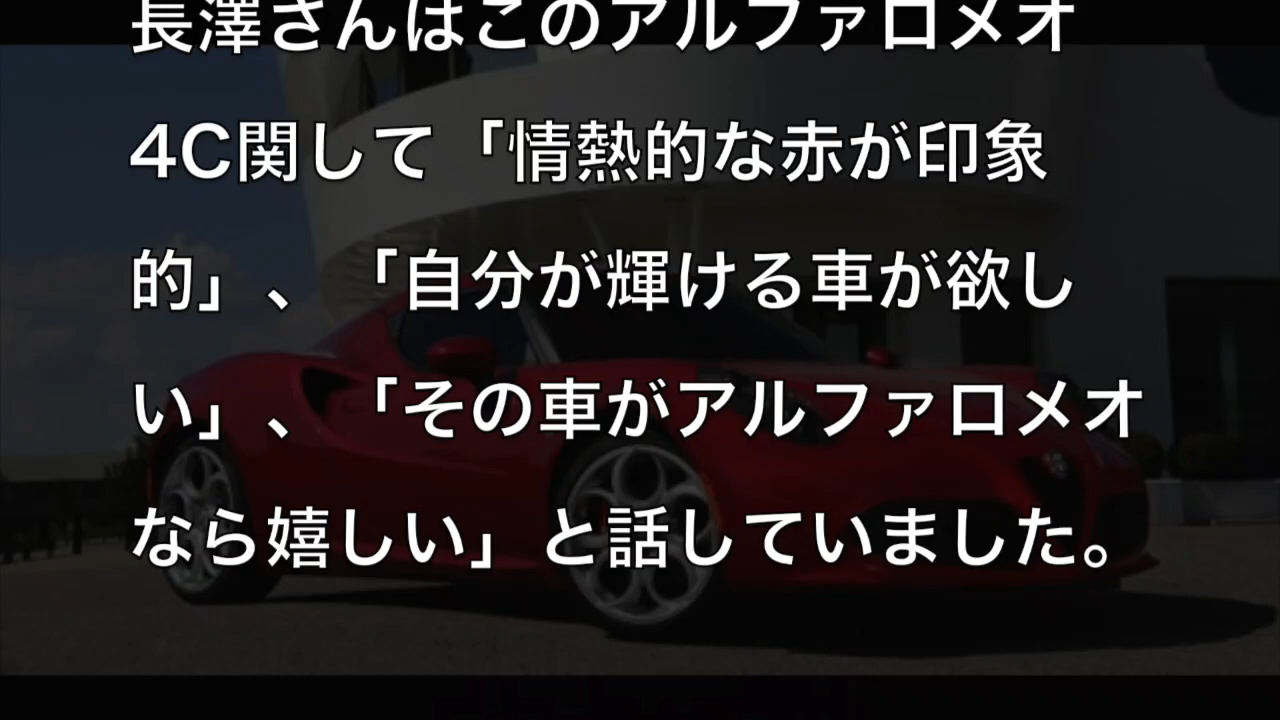 長澤さんはこのアルファロメオ
4C関して「情熱的な赤が印象
的」、「自分が輝ける車が欲し
い」、「その車がアルファロメオ
なら嬉しい」と話していました。